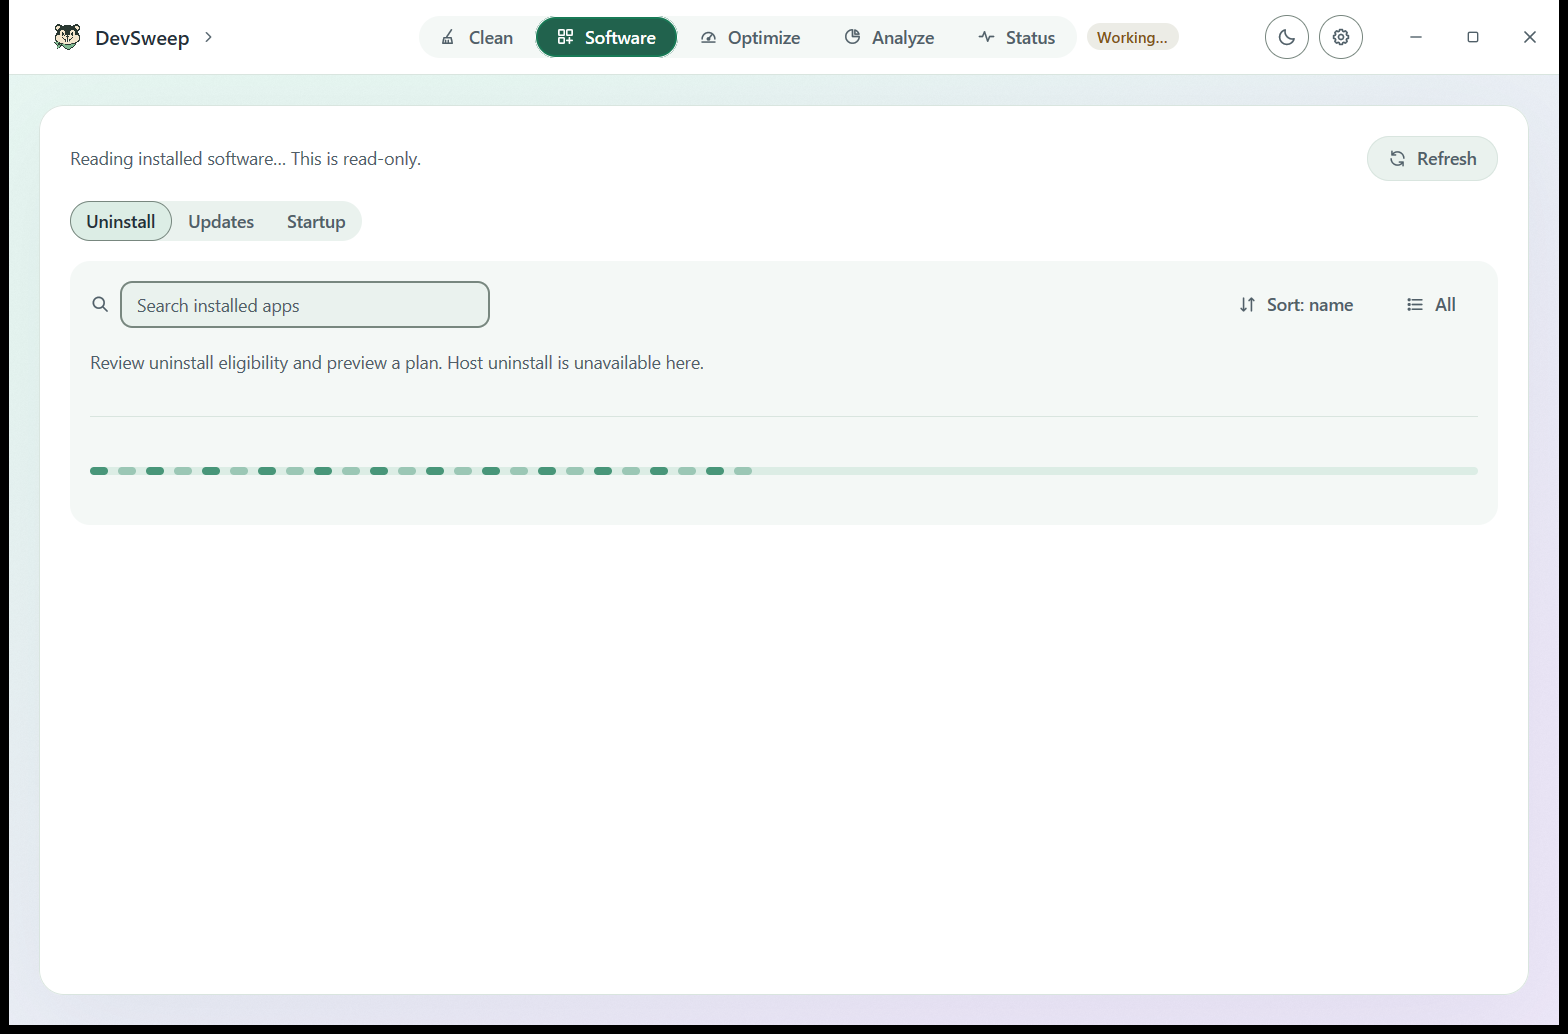 DevSweep
Clean
Software
Optimize
Analyze
Status
Working...
Reading installed software... This is read-only.
Refresh
Uninstall
Updates
Startup
Search installed apps
Sort: name
All
Review uninstall eligibility and preview a plan. Host uninstall is unavailable here.